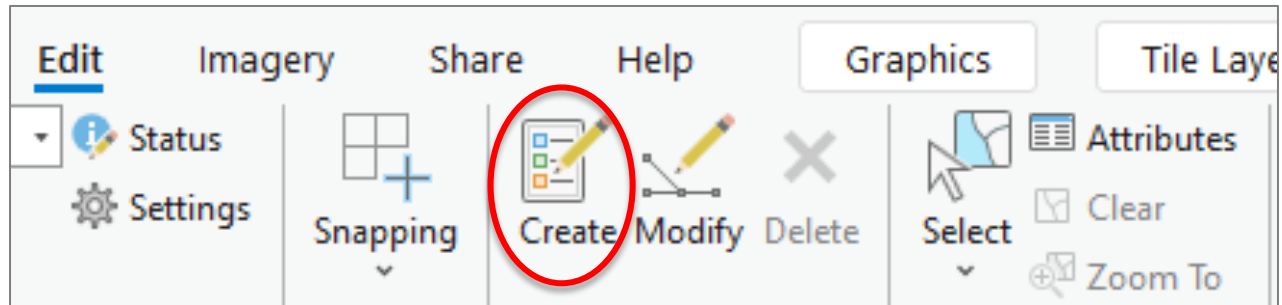 Edit Imagery Share Help Graphics Tile Laye
Status
Settings
Snapping
Create Modify Delete
Select
Attributes
Clear
Zoom To